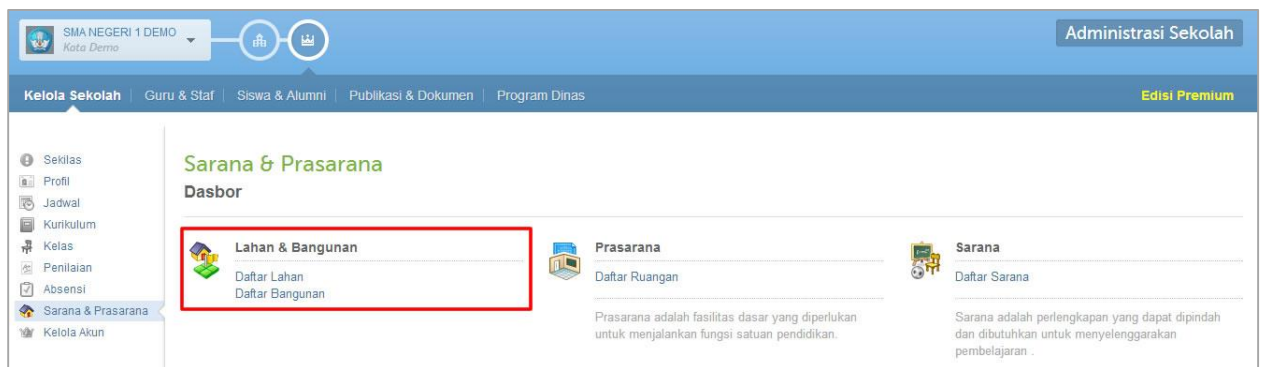 SMA NEGERI 1 DEMO
Kota Demo
Administrasi Sekolah
Kelola Sekolah
Guru & Staf
Siswa & Alumni
Publikasi & Dokumen
Program Dinas
Edisi Premium
Sekilas
Profil
Jadwal
Kurikulum
Kelas
Penilaian
Absensi
Sarana & Prasarana
Kelola Akun
Sarana & Prasarana
Dasbor
Lahan & Bangunan
Daftar Lahan
Daftar Bangunan
Prasarana
Daftar Ruangan
Prasarana adalah fasilitas dasar yang diperlukan
untuk menjalankan fungsi satuan pendidikan.
Sarana
Daftar Sarana
Sarana adalah perlengkapan yang dapat dipindah
dan dibutuhkan untuk menyelenggarakan
pembelajaran .